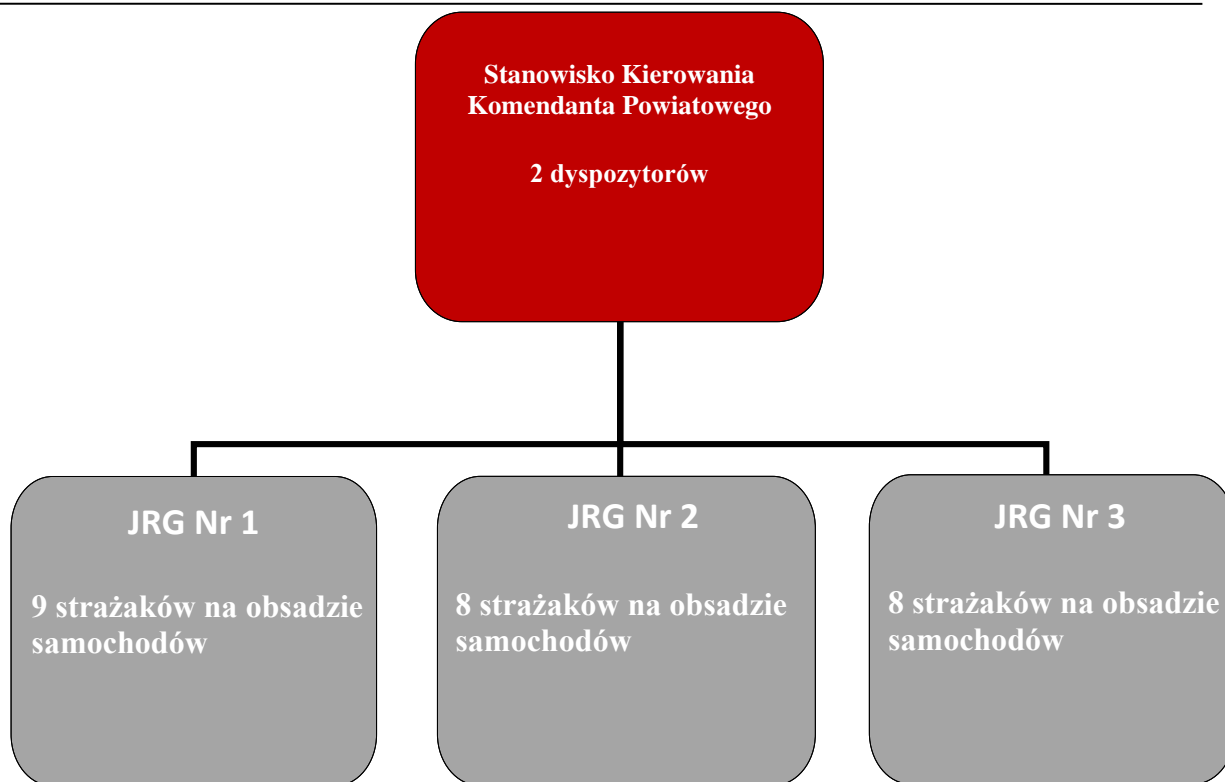 Stanowisko Kierowania
Komendanta Powiatowego
2 dyspozytorów
JRG Nr 1
9 strażaków na obsadzie
samochodów
JRG Nr 2
8 strażaków na obsadzie
samochodów
JRG Nr 3
8 strażaków na obsadzie
samochodów